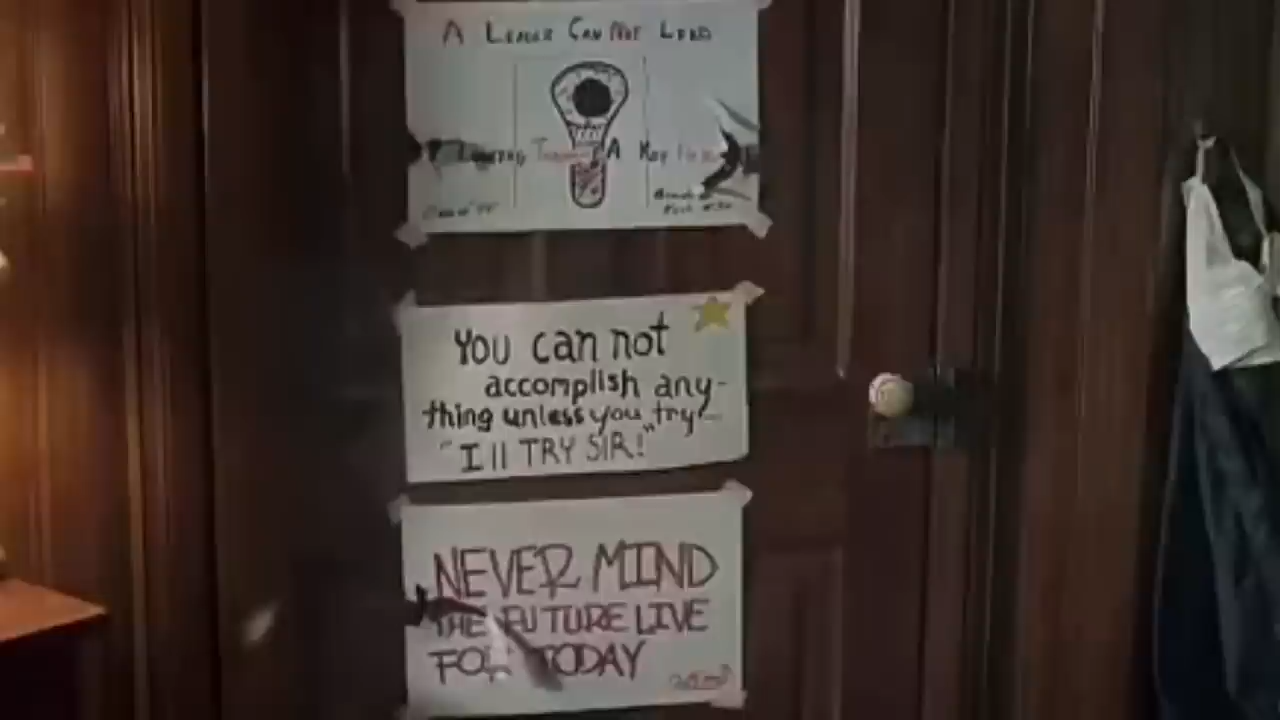 A LEADER CAN NOT LEAD
A KEY
YOU can not
accomplish any-
thing unless you try...
"I'll TRY SIR!"
NEVER MIND
THE FUTURE LIVE
FOR TODAY